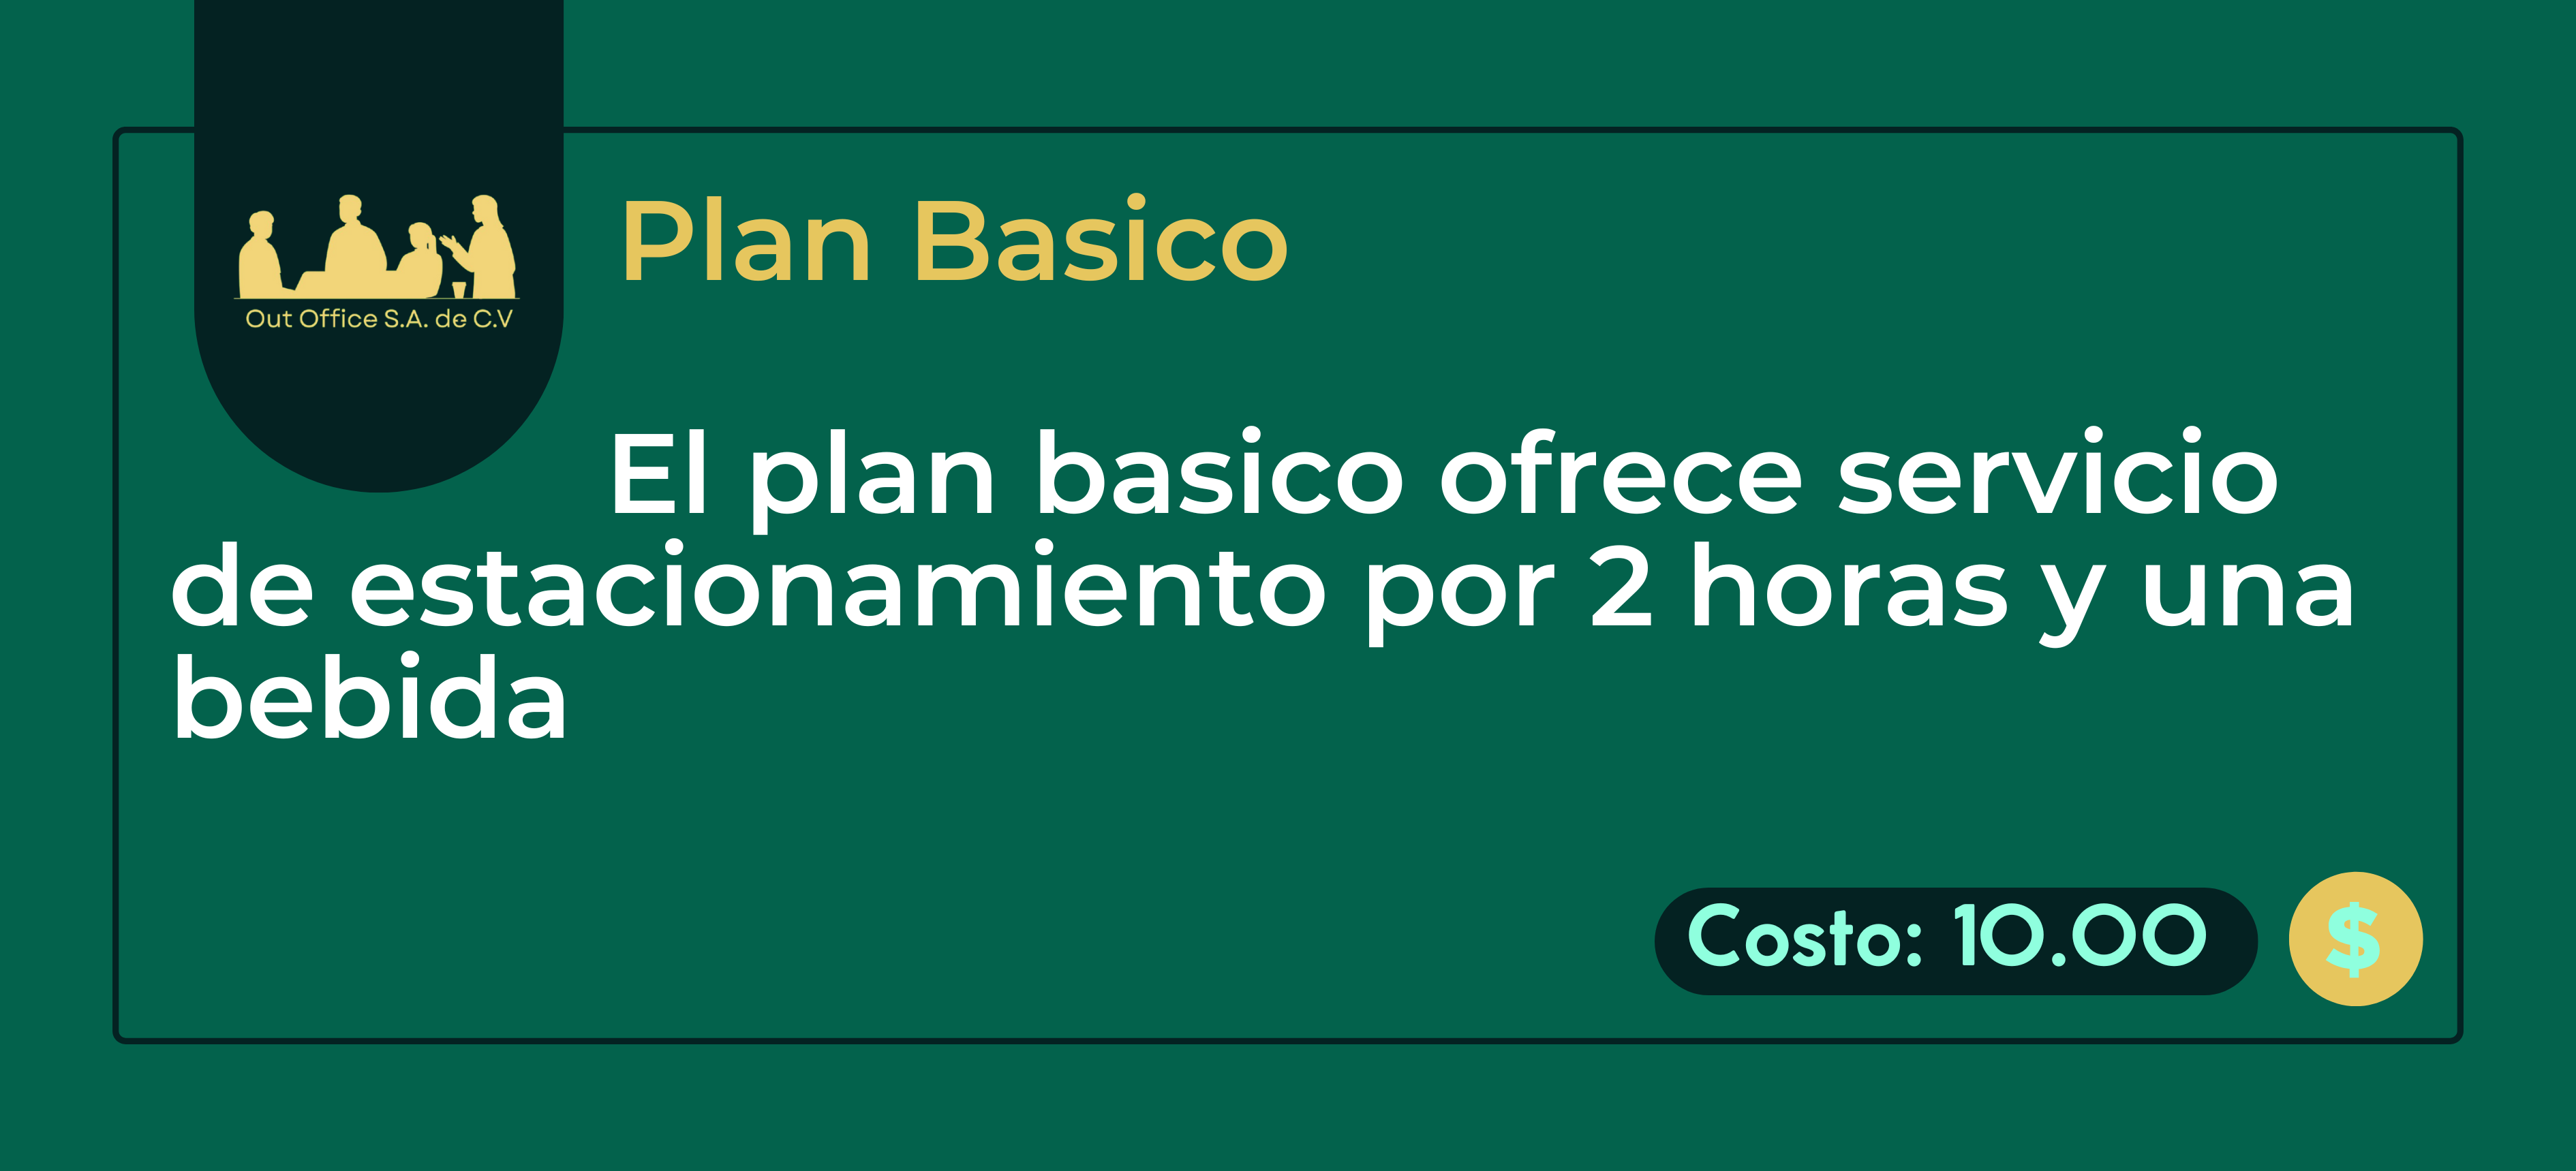 Out Office S.A. de C.V
Plan Basico
El plan basico ofrece servicio
de estacionamiento por 2 horas y una
bebida
Costo: 10.00 $